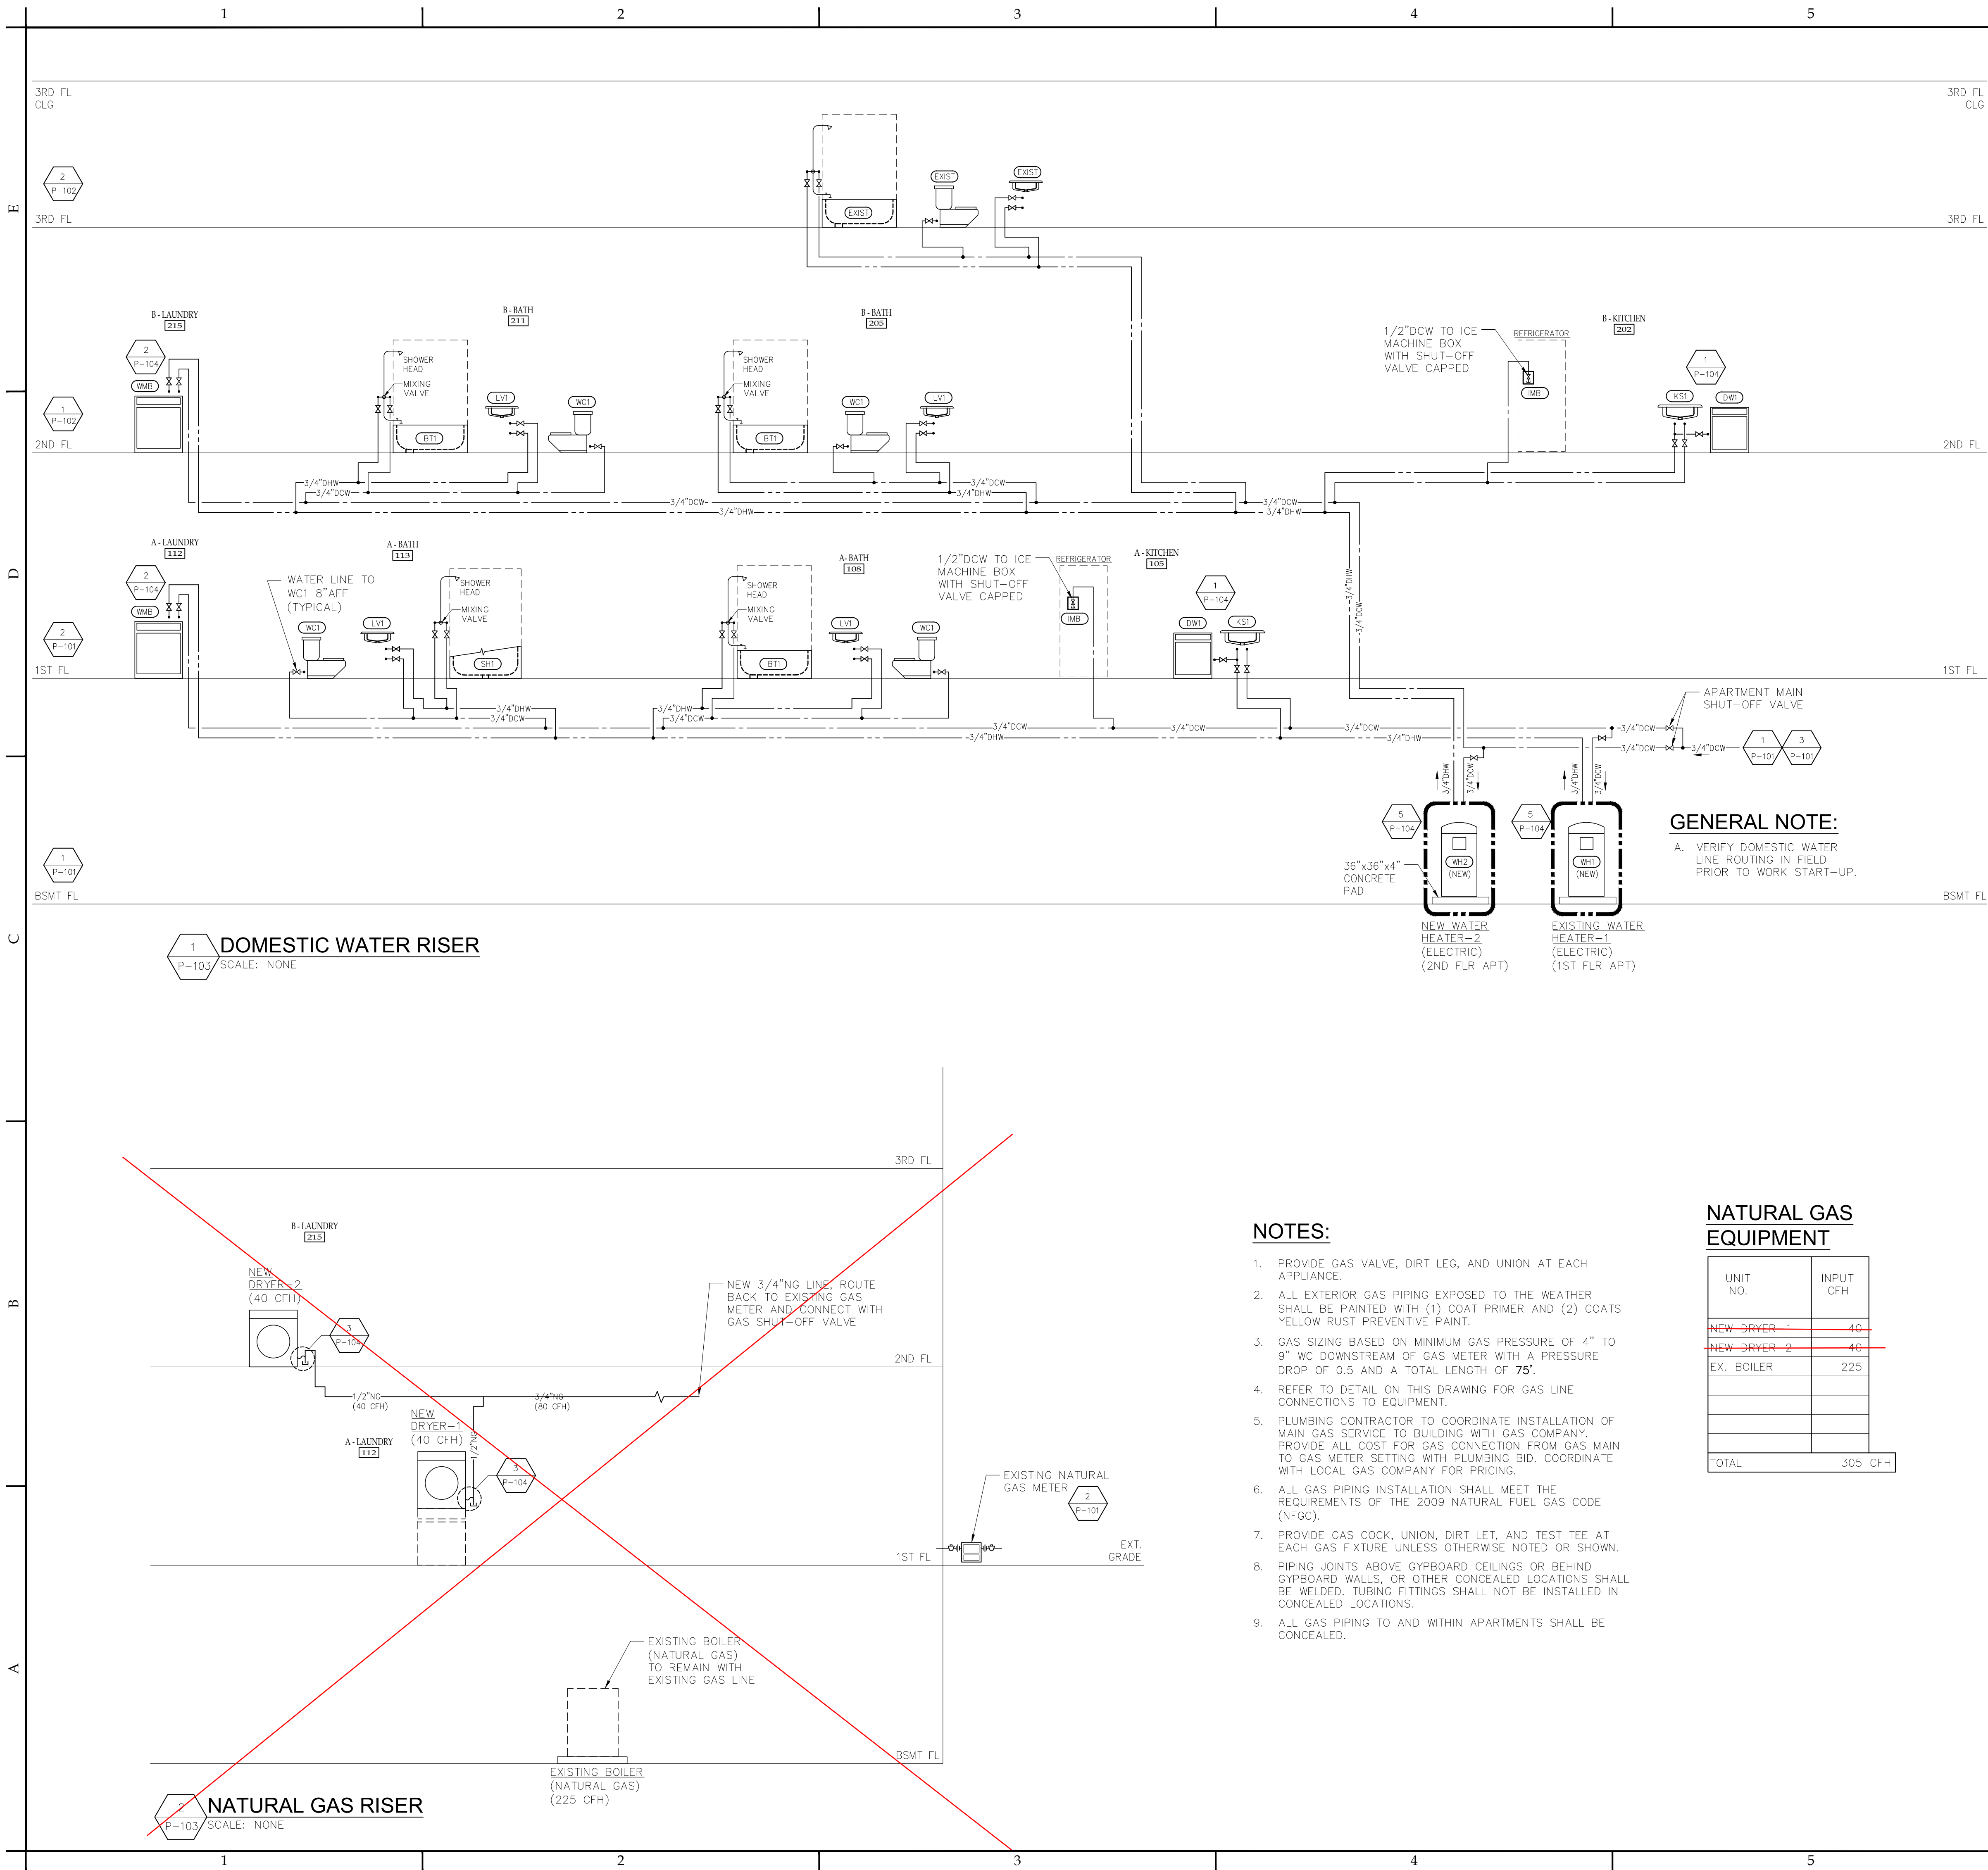 1 2 3 4 5
E
D
C
B
A
3RD FL
CLG
3RD FL
CLG
2
P-102
EXIST
EXIST
EXIST
3RD FL
3RD FL
B - LAUNDRY
215
B - BATH
211
B - BATH
205
B - KITCHEN
202
2
P-104
WMB
SHOWER
HEAD
MIXING
VALVE
LV1
WC1
BT1
SHOWER
HEAD
MIXING
VALVE
WC1
LV1
BT1
1/2"DCW TO ICE
MACHINE BOX
WITH SHUT-OFF
VALVE CAPPED
REFRIGERATOR
IMB
1
P-104
KS1
DW1
1
P-102
2ND FL
2ND FL
3/4"DHW
3/4"DCW
3/4"DCW
3/4"DHW
3/4"DCW
3/4"DHW
3/4"DCW
3/4"DHW
A - LAUNDRY
112
A - BATH
113
A- BATH
108
A - KITCHEN
105
2
P-104
WMB
WATER LINE TO
WC1 8"AFF
(TYPICAL)
WC1
LV1
SHOWER
HEAD
MIXING
VALVE
SH1
SHOWER
HEAD
MIXING
VALVE
BT1
LV1
WC1
1/2"DCW TO ICE
MACHINE BOX
WITH SHUT-OFF
VALVE CAPPED
REFRIGERATOR
IMB
1
P-104
DW1
KS1
3/4"DHW
3/4"DCW
2
P-101
1ST FL
1ST FL
3/4"DHW
3/4"DCW
3/4"DHW
3/4"DCW
3/4"DCW
3/4"DHW
3/4"DCW
3/4"DCW
3/4"DHW
3/4"DCW
3/4"DCW
3/4"DCW
APARTMENT MAIN
SHUT-OFF VALVE
1
P-101
3
P-101
3/4"DHW
3/4"DCW
3/4"DHW
3/4"DCW
5
P-104
5
P-104
WH2
(NEW)
WH1
(NEW)
36"x36"x4"
CONCRETE
PAD
GENERAL NOTE:
A. VERIFY DOMESTIC WATER
LINE ROUTING IN FIELD
PRIOR TO WORK START-UP.
1
P-101
BSMT FL
BSMT FL
NEW WATER
HEATER-2
(ELECTRIC)
(2ND FLR APT)
EXISTING WATER
HEATER-1
(ELECTRIC)
(1ST FLR APT)
1
P-103
DOMESTIC WATER RISER
SCALE: NONE
3RD FL
B - LAUNDRY
215
NEW
DRYER-2
(40 CFH)
3
P-104
NEW 3/4"NG LINE, ROUTE
BACK TO EXISTING GAS
METER AND CONNECT WITH
GAS SHUT-OFF VALVE
2ND FL
1/2"NG
(40 CFH)
3/4"NG
(80 CFH)
NEW
DRYER-1
(40 CFH)
1/2"NG
A - LAUNDRY
112
3
P-104
EXISTING NATURAL
GAS METER
2
P-101
1ST FL
EXT.
GRADE
EXISTING BOILER
(NATURAL GAS)
TO REMAIN WITH
EXISTING GAS LINE
BSMT FL
EXISTING BOILER
(NATURAL GAS)
(225 CFH)
2
P-103
NATURAL GAS RISER
SCALE: NONE
NOTES:
1. PROVIDE GAS VALVE, DIRT LEG, AND UNION AT EACH
APPLIANCE.
2. ALL EXTERIOR GAS PIPING EXPOSED TO THE WEATHER
SHALL BE PAINTED WITH (1) COAT PRIMER AND (2) COATS
YELLOW RUST PREVENTIVE PAINT.
3. GAS SIZING BASED ON MINIMUM GAS PRESSURE OF 4" TO
9" WC DOWNSTREAM OF GAS METER WITH A PRESSURE
DROP OF 0.5 AND A TOTAL LENGTH OF 75'.
4. REFER TO DETAIL ON THIS DRAWING FOR GAS LINE
CONNECTIONS TO EQUIPMENT.
5. PLUMBING CONTRACTOR TO COORDINATE INSTALLATION OF
MAIN GAS SERVICE TO BUILDING WITH GAS COMPANY.
PROVIDE ALL COST FOR GAS CONNECTION FROM GAS MAIN
TO GAS METER SETTING WITH PLUMBING BID. COORDINATE
WITH LOCAL GAS COMPANY FOR PRICING.
6. ALL GAS PIPING INSTALLATION SHALL MEET THE
REQUIREMENTS OF THE 2009 NATURAL FUEL GAS CODE
(NFGC).
7. PROVIDE GAS COCK, UNION, DIRT LET, AND TEST TEE AT
EACH GAS FIXTURE UNLESS OTHERWISE NOTED OR SHOWN.
8. PIPING JOINTS ABOVE GYPBOARD CEILINGS OR BEHIND
GYPBOARD WALLS, OR OTHER CONCEALED LOCATIONS SHALL
BE WELDED. TUBING FITTINGS SHALL NOT BE INSTALLED IN
CONCEALED LOCATIONS.
9. ALL GAS PIPING TO AND WITHIN APARTMENTS SHALL BE
CONCEALED.
NATURAL GAS
EQUIPMENT
UNIT
NO.
INPUT
CFH
NEW DRYER 1 40
NEW DRYER 2 40
EX. BOILER 225
TOTAL 305 CFH
1 2 3 4 5